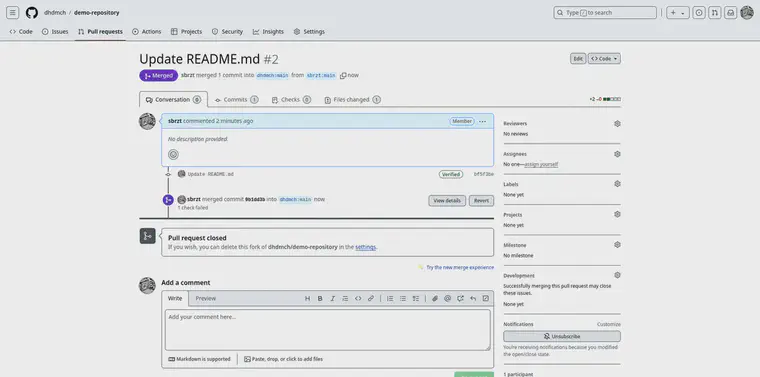 dhdmch / demo-repository
Type / to search
Code
Issues
Pull requests
Actions
Projects
Security
Insights
Settings
Update README.md #2
Edit
Code
Merged
sbrzt merged 1 commit into dhdmch:main from sbrzt:main now
Conversation 0
Commits 1
Checks 0
Files changed 1
+2 −0
sbrzt commented 2 minutes ago
Member
No description provided.
Update README.md
Verified
bf5f3be
sbrzt merged commit 9b1dd3b into dhdmch:main now
1 check failed
View details
Revert
Pull request closed
If you wish, you can delete this fork of dhdmch/demo-repository in the settings.
Try the new merge experience
Add a comment
Write
Preview
Add your comment here...
Markdown is supported
Paste, drop, or click to add files
Reviewers
No reviews
Assignees
No one—assign yourself
Labels
None yet
Projects
None yet
Milestone
No milestone
Development
Successfully merging this pull request may close
these issues.
None yet
Notifications
Customize
Unsubscribe
You're receiving notifications because you modified
the open/close state.
1 participant